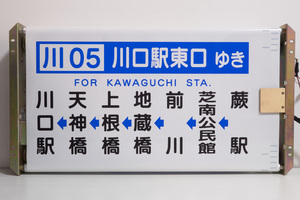 川05 川口駅東口 ゆき
FOR KAWAGUCHI STA.
川口駅 ← 天神橋 ← 上根橋 ← 地蔵橋 ← 前川 ← 芝南公民館 ← 蕨駅